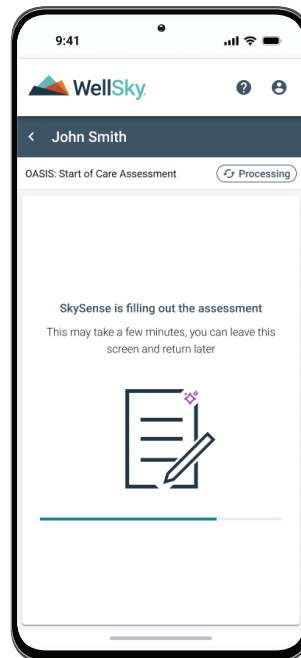 9:41
WellSky.
John Smith
OASIS: Start of Care Assessment
Processing
SkySense is filling out the assessment
This may take a few minutes, you can leave this
screen and return later